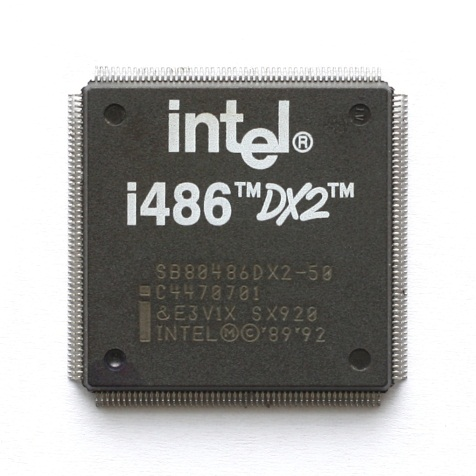 intel®
i486™DX2™
SB80486DX2-50
C4470701
&E3V1X SX920
INTEL Ⓜ © '89 '92